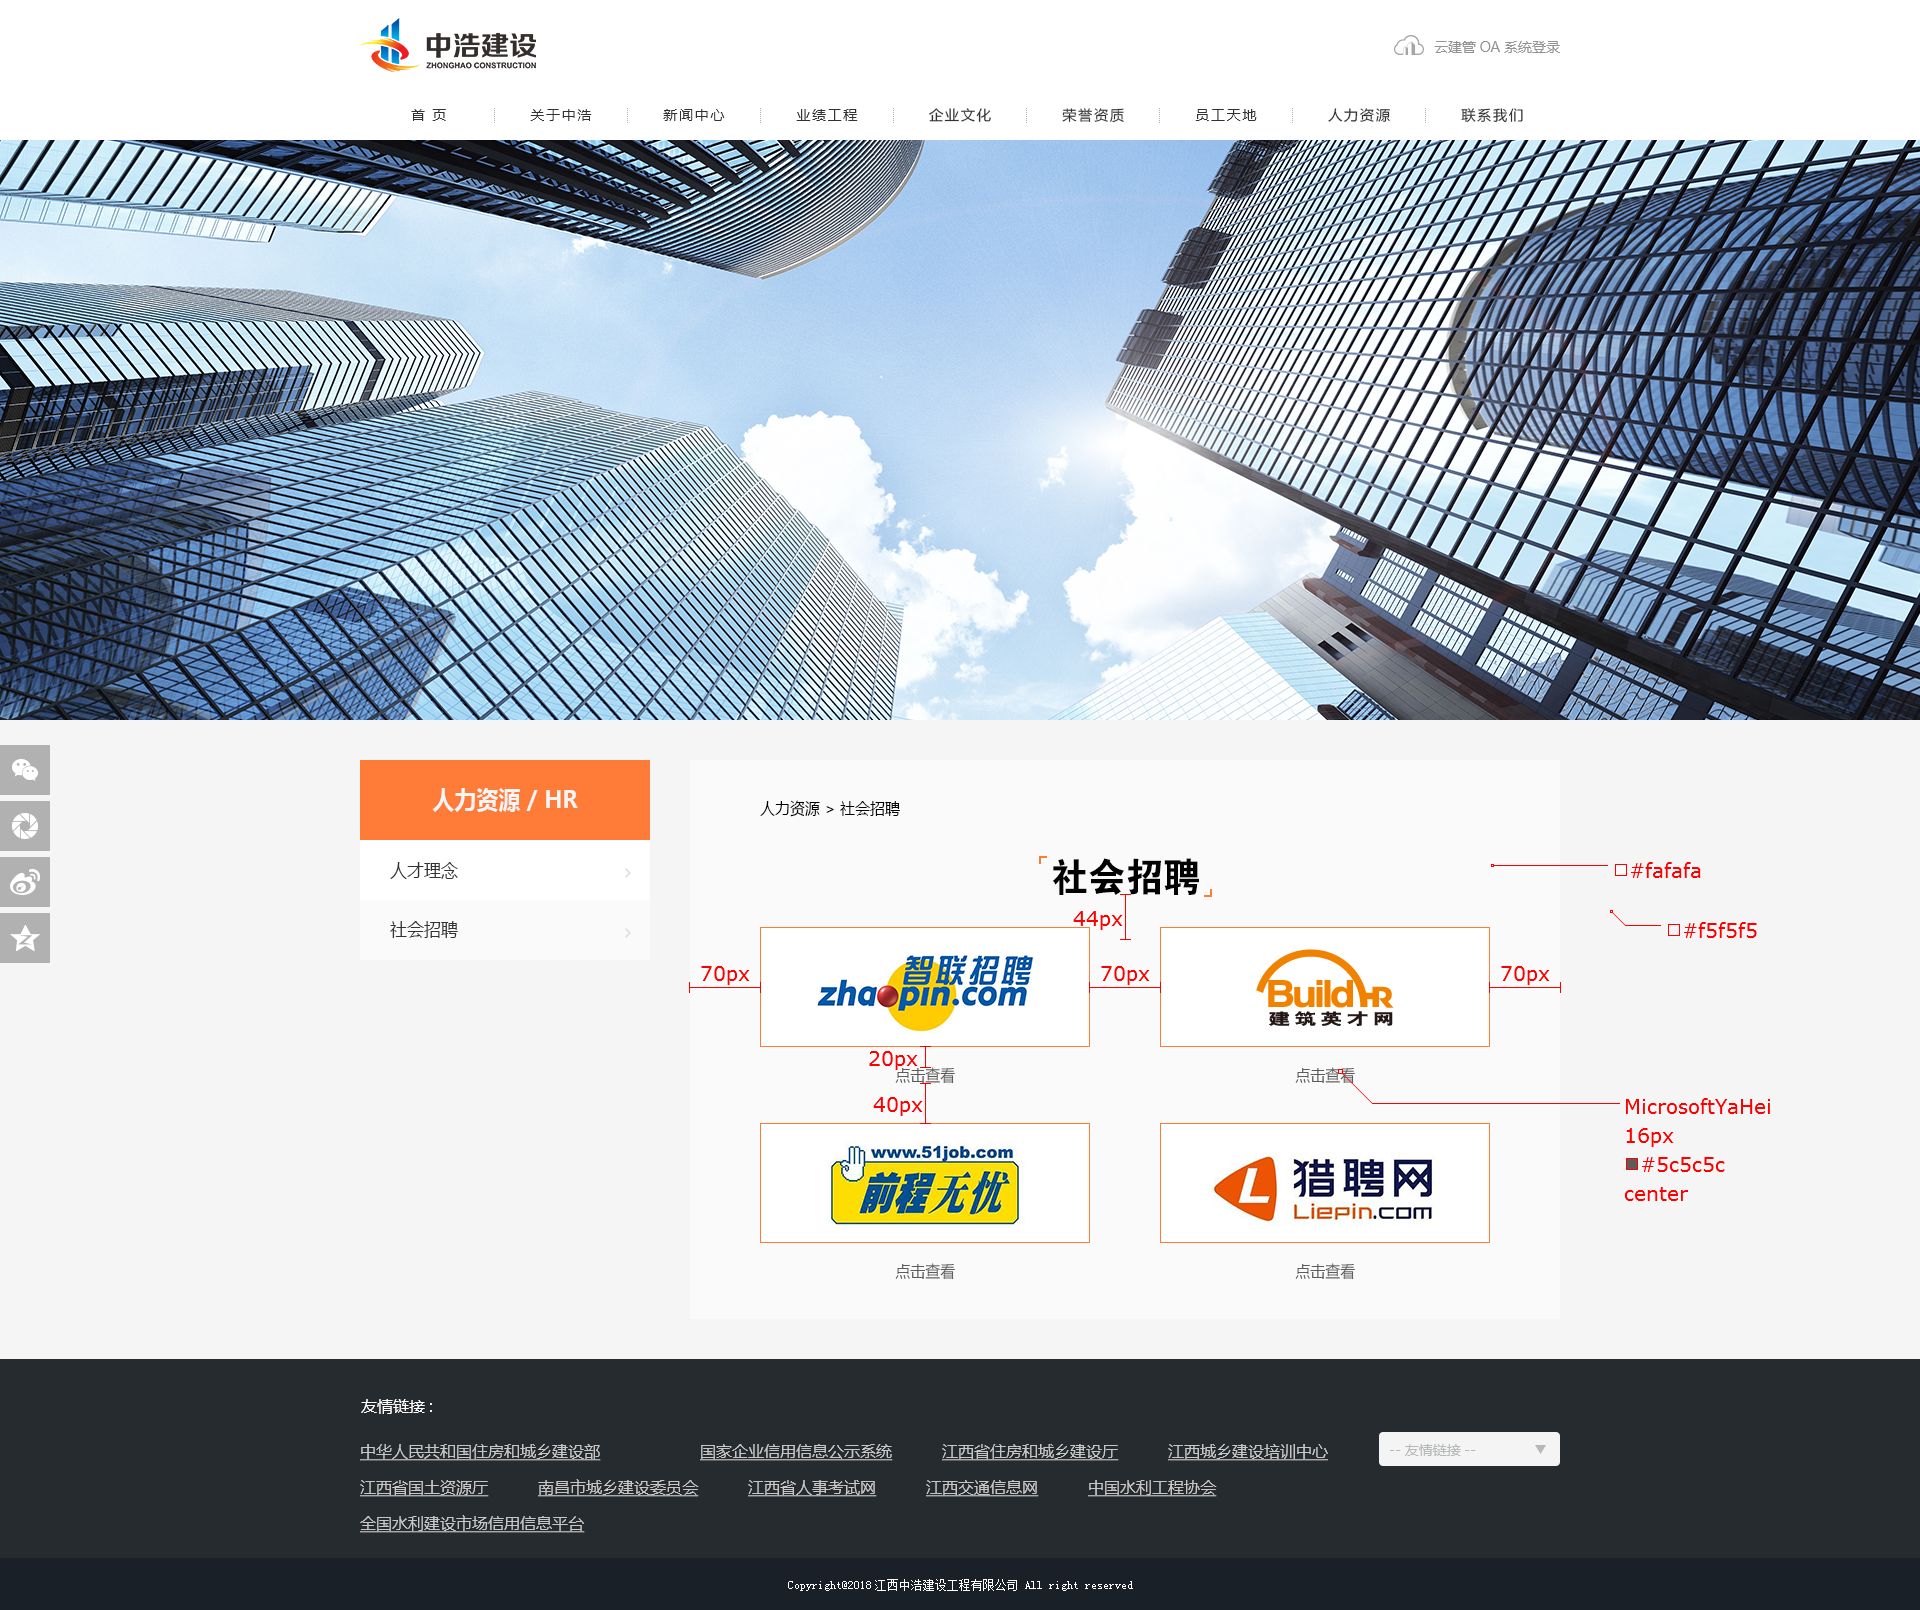 中浩建设
ZHONGHAO CONSTRUCTION
云建管 OA 系统登录
首 页
关于中浩
新闻中心
业绩工程
企业文化
荣誉资质
员工天地
人力资源
联系我们
人力资源 / HR
人才理念
社会招聘
人力资源 > 社会招聘
社会招聘
#fafafa
44px
#f5f5f5
70px
智联招聘
zhaopin.com
70px
BuildHR
建筑英才网
70px
20px
点击查看
点击查看
40px
MicrosoftYaHei
16px
#5c5c5c
center
www.51job.com
前程无忧
猎聘网
Liepin.com
点击查看
点击查看
友情链接 :
中华人民共和国住房和城乡建设部
国家企业信用信息公示系统
江西省住房和城乡建设厅
江西城乡建设培训中心
-- 友情链接 --
江西省国土资源厅
南昌市城乡建设委员会
江西省人事考试网
江西交通信息网
中国水利工程协会
全国水利建设市场信用信息平台
Copyright@2018 江西中浩建设工程有限公司 All right reserved